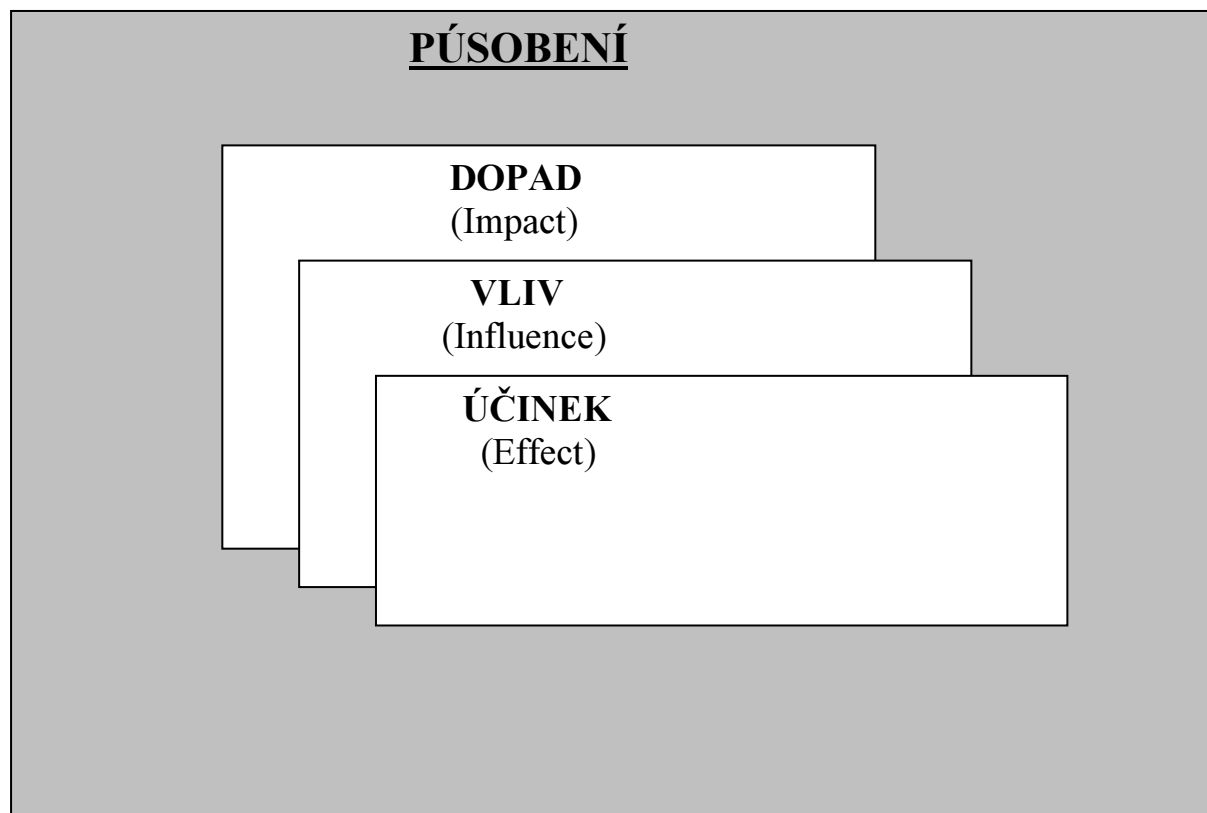 PÚSOBENÍ
DOPAD
(Impact)
VLIV
(Influence)
ÚČINEK
(Effect)